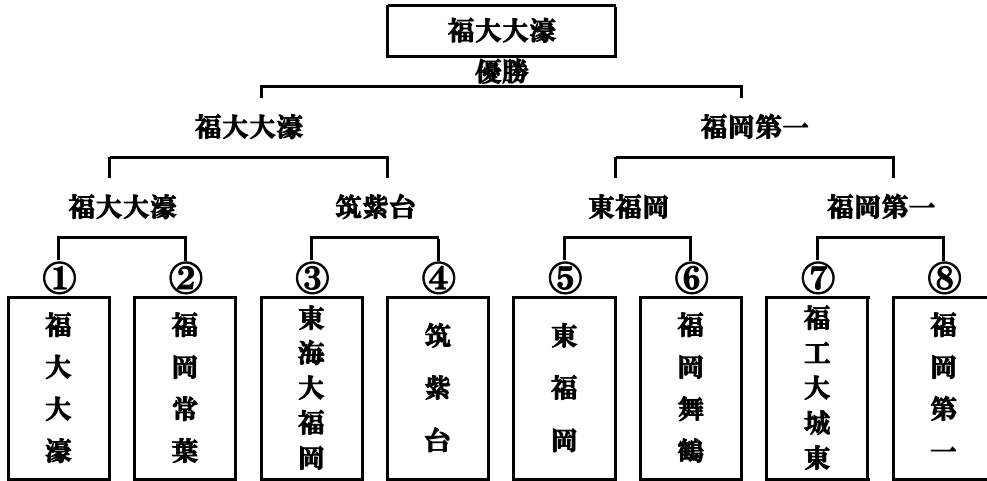 福大大濠
優勝
福大大濠
福岡第一
福大大濠
筑紫台
東福岡
福岡第一
①
②
③
④
⑤
⑥
⑦
⑧
福大大濠
福岡常葉
東海大福岡
筑紫台
東福岡
福岡舞鶴
福工大城東
福岡第一